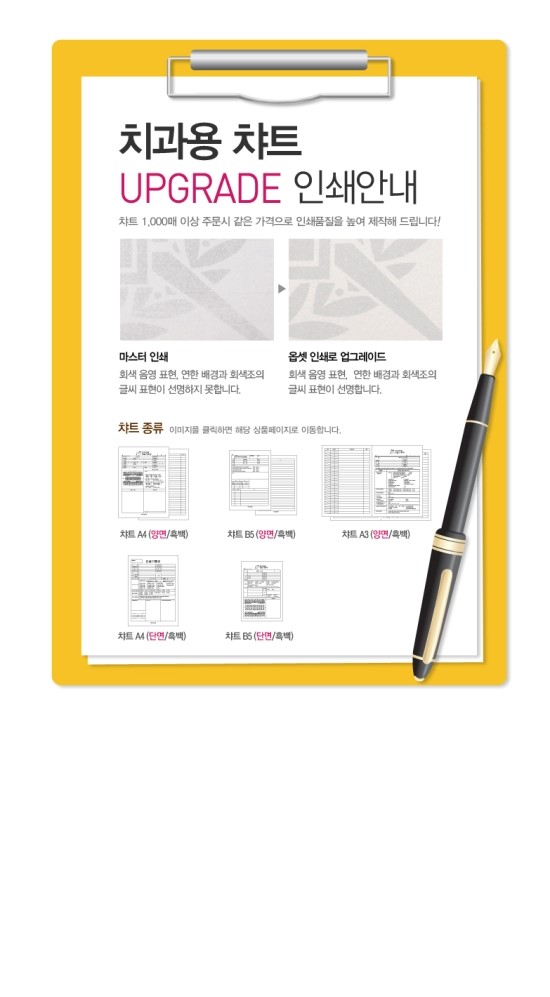 치과용 챠트
UPGRADE 인쇄안내
챠트 1,000매 이상 주문시 같은 가격으로 인쇄품질을 높여 제작해 드립니다!
마스터 인쇄
회색 음영 표현, 연한 배경과 회색조의
글씨 표현이 선명하지 못합니다.
옵셋 인쇄로 업그레이드
회색 음영 표현, 연한 배경과 회색조의
글씨 표현이 선명합니다.
챠트 종류 이미지를 클릭하면 해당 상품페이지로 이동합니다.
챠트 A4 (양면/흑백)
챠트 B5 (양면/흑백)
챠트 A3 (양면/흑백)
챠트 A4 (단면/흑백)
챠트 B5 (단면/흑백)